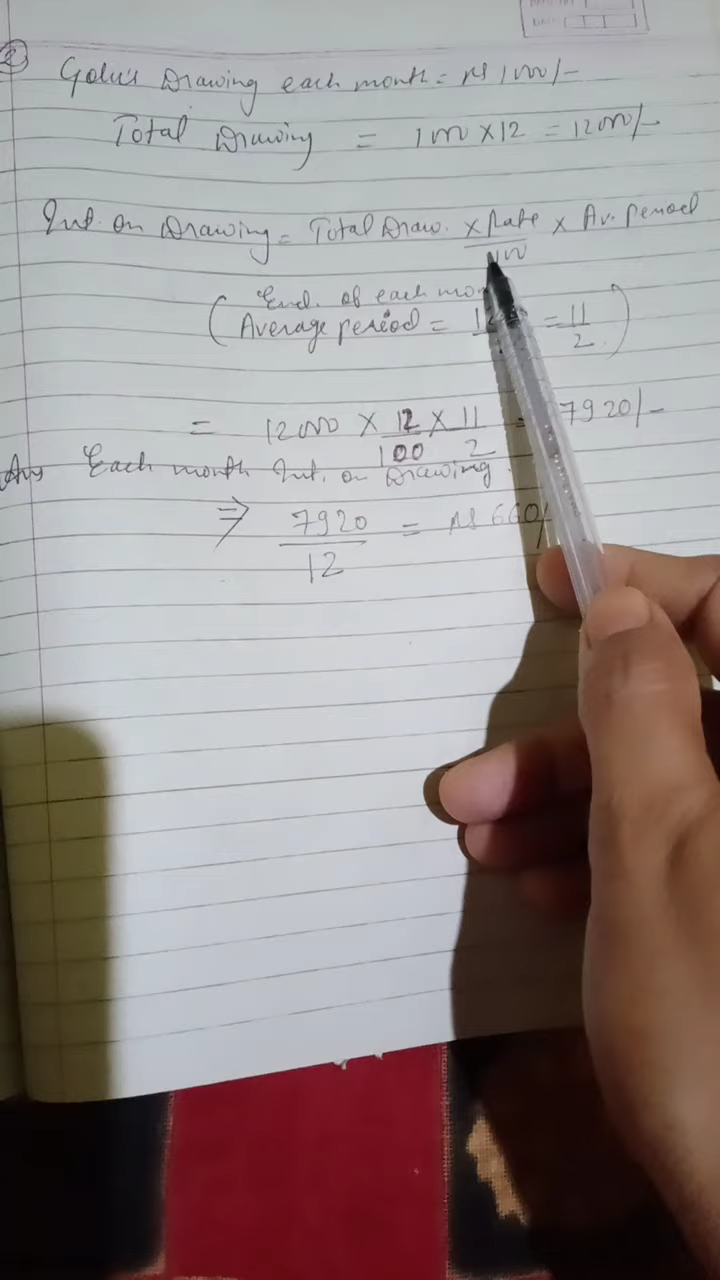 ② Golu's Drawing each month = Rs 1000/-
Total Drawing = 1000 × 12 = 12000/-
Int. on Drawing = Total Draw. × Rate/100 × Av. Period
(End. of each
Average period = = 11/2)
= 12000 × 12/100 × 11/2 7920/-
Ans Each month Int. on Drawing.
⇒ 7920/12 = Rs 660/